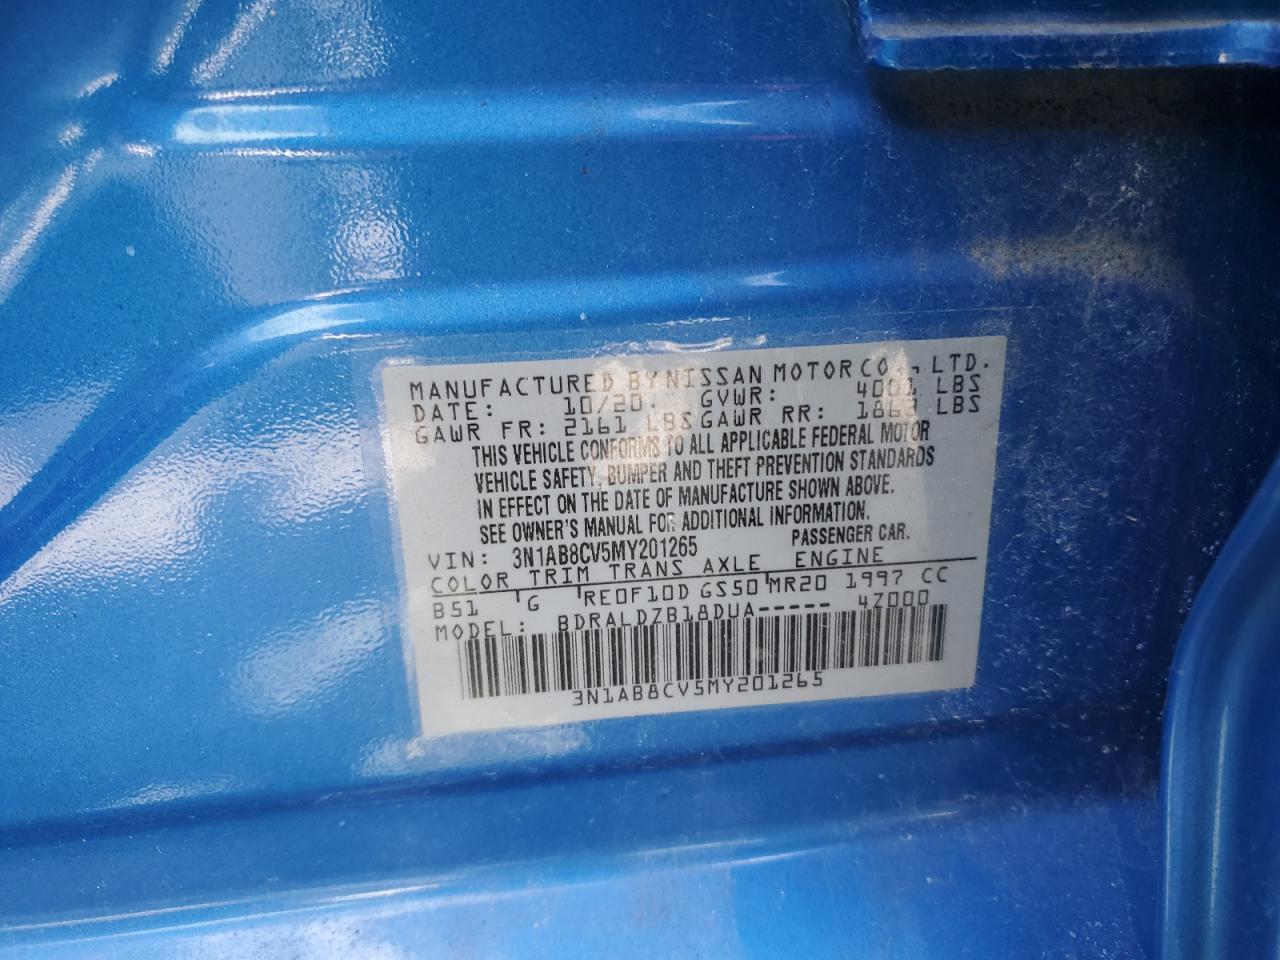 MANUFACTURED BY NISSAN MOTOR CO., LTD.
DATE: 10/20 GVWR: 4001 LBS
GAWR FR: 2161 LBS GAWR RR: 1863 LBS
THIS VEHICLE CONFORMS TO ALL APPLICABLE FEDERAL MOTOR
VEHICLE SAFETY, BUMPER AND THEFT PREVENTION STANDARDS
IN EFFECT ON THE DATE OF MANUFACTURE SHOWN ABOVE.
SEE OWNER'S MANUAL FOR ADDITIONAL INFORMATION.
VIN: 3N1AB8CV5MY201265 PASSENGER CAR.
COLOR TRIM TRANS AXLE ENGINE
B51 G RE0F10D GS50 MR20 1997 CC
MODEL: BDRALDZB18DUA----- 4Z000
3N1AB8CV5MY201265